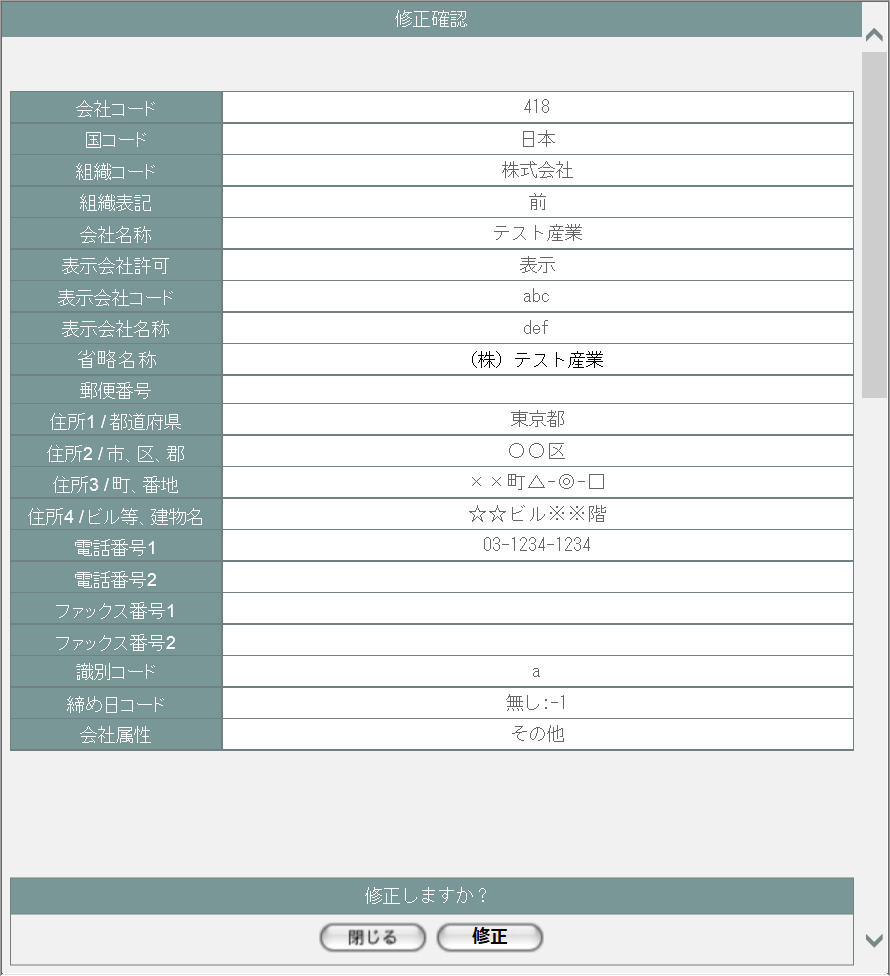 修正確認
会社コード 418
国コード 日本
組織コード 株式会社
組織表記 前
会社名称 テスト産業
表示会社許可 表示
表示会社コード abc
表示会社名称 def
省略名称 (株) テスト産業
郵便番号
住所1 / 都道府県 東京都
住所2 / 市、区、郡 〇〇区
住所3 / 町、番地 ××町△-◎-□
住所4 / ビル等、建物名 ☆☆ビル※※階
電話番号1 03-1234-1234
電話番号2
ファックス番号1
ファックス番号2
識別コード a
締め日コード 無し:-1
会社属性 その他
修正しますか？
閉じる 修正